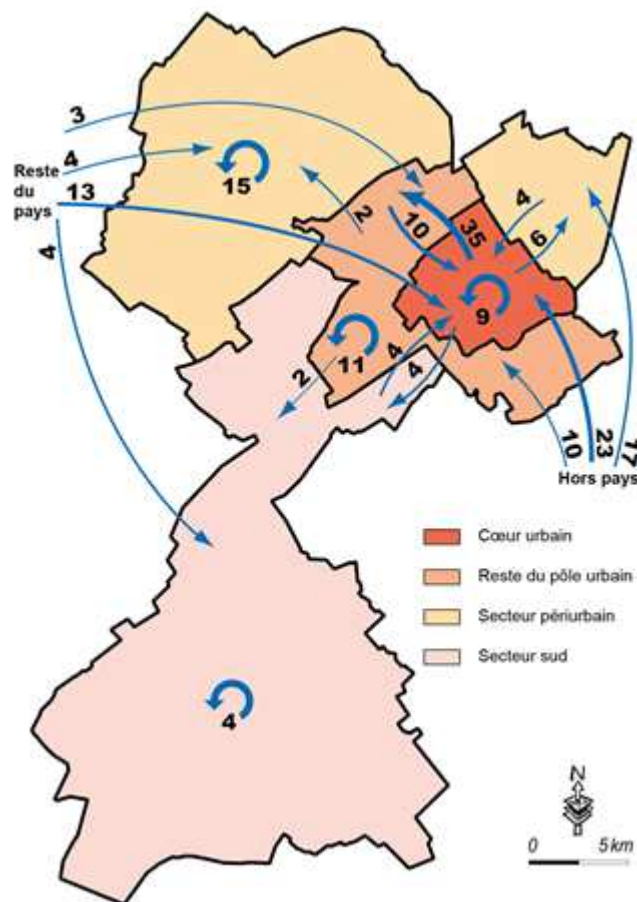 3
4
Reste
du
pays
13
4
15
2
10
35
4
6
9
11
4
4
2
10
23
17
Hors pays
Cœur urbain
Reste du pôle urbain
Secteur périurbain
Secteur sud
4
N
0 5 km